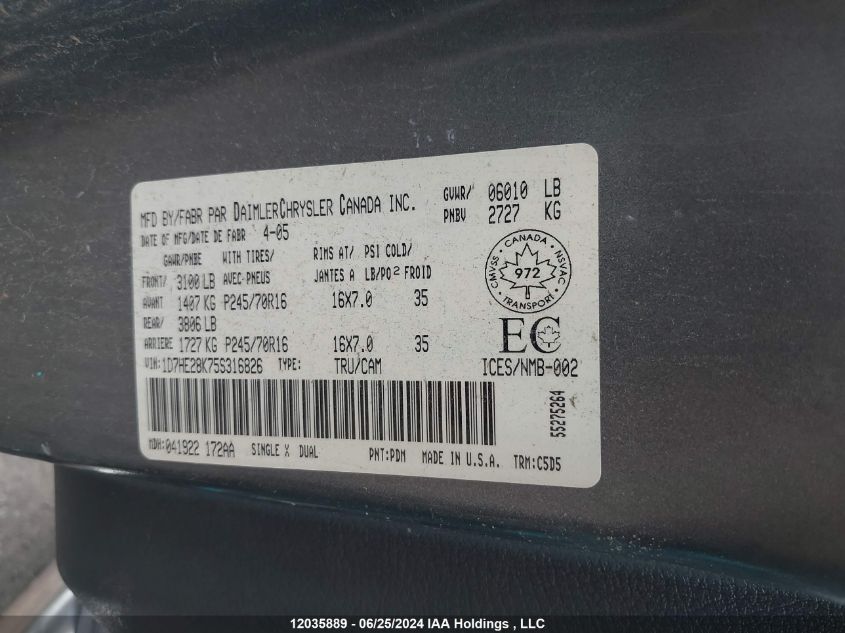 MFD BY/FABR PAR DAIMLERCHRYSLER CANADA INC. GVWR/ 06010 LB
DATE OF MFG/DATE DE FABR 4-05 PNBV 2727 KG
GAWR/PNBE WITH TIRES/ RIMS AT/ PSI COLD/
FRONT/ 3100 LB AVEC PNEUS JANTES A LB/PO2 FROID
AVANT 1407 KG P245/70R16 16X7.0 35
REAR/ 3806 LB
ARRIERE 1727 KG P245/70R16 16X7.0 35
VIN: 1D7HE28K75S316826 TYPE: TRU/CAM ICES/NMB-002
CANADA
CMVSS 972 NSVAC
TRANSPORT
EC
55275264
MDH: 041922 172AA SINGLE X DUAL PNT: PDM MADE IN U.S.A. TRM: C5D5
12035889 - 06/25/2024 IAA Holdings , LLC